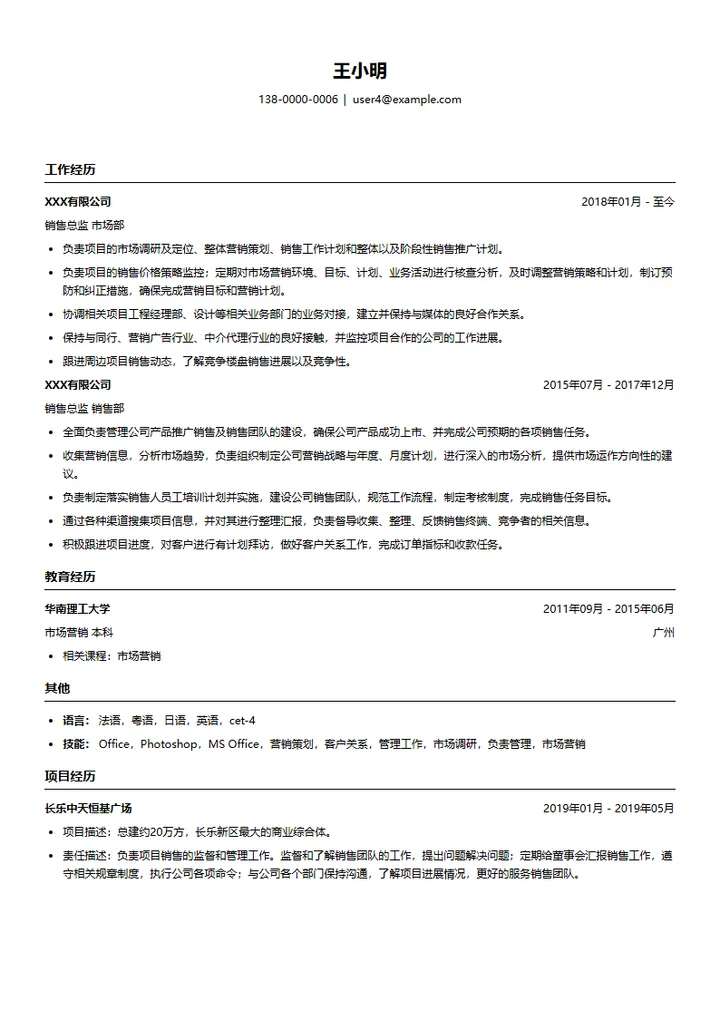 王小明
138-0000-0006 | user4@example.com
工作经历
XXX有限公司 2018年01月 - 至今
销售总监 市场部
• 负责项目的市场调研及定位、整体营销策划、销售工作计划和整体以及阶段性销售推广计划。
• 负责项目的销售价格策略监控；定期对市场营销环境、目标、计划、业务活动进行核查分析，及时调整营销策略和计划，制订预
防和纠正措施，确保完成营销目标和营销计划。
• 协调相关项目工程经理部、设计等相关业务部门的业务对接，建立并保持与媒体的良好合作关系。
• 保持与同行、营销广告行业、中介代理行业的良好接触，并监控项目合作的公司的工作进展。
• 跟进周边项目销售动态，了解竞争楼盘销售进展以及竞争性。
XXX有限公司 2015年07月 - 2017年12月
销售总监 销售部
• 全面负责管理公司产品推广销售及销售团队的建设，确保公司产品成功上市、并完成公司预期的各项销售任务。
• 收集营销信息，分析市场趋势，负责组织制定公司营销战略与年度、月度计划，进行深入的市场分析，提供市场运作方向性的建
议。
• 负责制定落实销售人员工培训计划并实施，建设公司销售团队，规范工作流程，制定考核制度，完成销售任务目标。
• 通过各种渠道搜集项目信息，并对其进行整理汇报，负责督导收集、整理、反馈销售终端、竞争者的相关信息。
• 积极跟进项目进度，对客户进行有计划拜访，做好客户关系工作，完成订单指标和收款任务。
教育经历
华南理工大学 2011年09月 - 2015年06月
市场营销 本科 广州
• 相关课程：市场营销
其他
• 语言： 法语，粤语，日语，英语，cet-4
• 技能： Office，Photoshop，MS Office，营销策划，客户关系，管理工作，市场调研，负责管理，市场营销
项目经历
长乐中天恒基广场 2019年01月 - 2019年05月
• 项目描述：总建约20万方，长乐新区最大的商业综合体。
• 责任描述：负责项目销售的监督和管理工作。监督和了解销售团队的工作，提出问题解决问题；定期给董事会汇报销售工作，遵
守相关规章制度，执行公司各项命令；与公司各个部门保持沟通，了解项目进展情况，更好的服务销售团队。